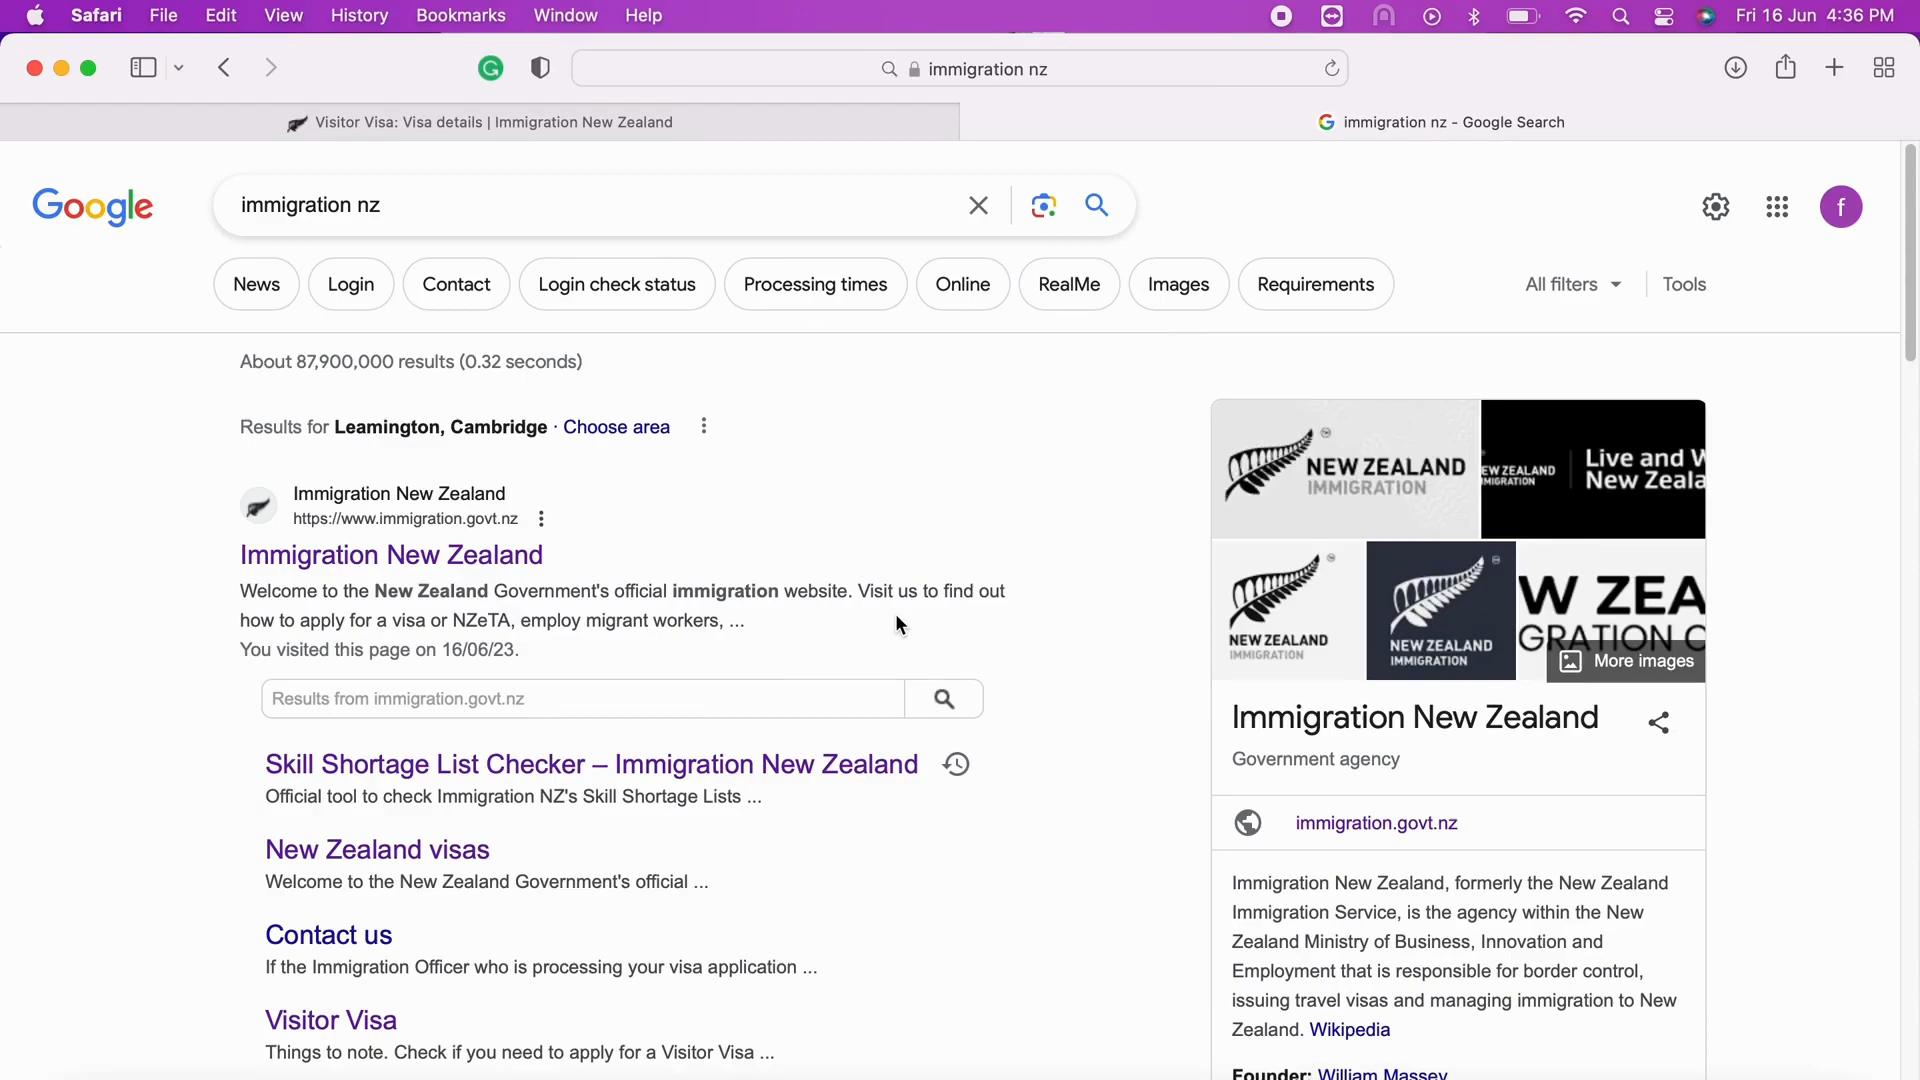 Safari File Edit View History Bookmarks Window Help Fri 16 Jun 4:36 PM
immigration nz
Visitor Visa: Visa details | Immigration New Zealand
immigration nz - Google Search
Google
immigration nz
f
News
Login
Contact
Login check status
Processing times
Online
RealMe
Images
Requirements
All filters
Tools
About 87,900,000 results (0.32 seconds)
Results for Leamington, Cambridge · Choose area
Immigration New Zealand
https://www.immigration.govt.nz
Immigration New Zealand
Welcome to the New Zealand Government's official immigration website. Visit us to find out
how to apply for a visa or NZeTA, employ migrant workers, ...
You visited this page on 16/06/23.
Results from immigration.govt.nz
Skill Shortage List Checker – Immigration New Zealand
Official tool to check Immigration NZ's Skill Shortage Lists ...
New Zealand visas
Welcome to the New Zealand Government's official ...
Contact us
If the Immigration Officer who is processing your visa application ...
Visitor Visa
Things to note. Check if you need to apply for a Visitor Visa ...
NEW ZEALAND
IMMIGRATION
EW ZEALAND
MIGRATION
Live and W
New Zeala
NEW ZEALAND
IMMIGRATION
NEW ZEALAND
IMMIGRATION
W ZEA
GRATION C
More images
Immigration New Zealand
Government agency
immigration.govt.nz
Immigration New Zealand, formerly the New Zealand
Immigration Service, is the agency within the New
Zealand Ministry of Business, Innovation and
Employment that is responsible for border control,
issuing travel visas and managing immigration to New
Zealand. Wikipedia
Founder: William Massey